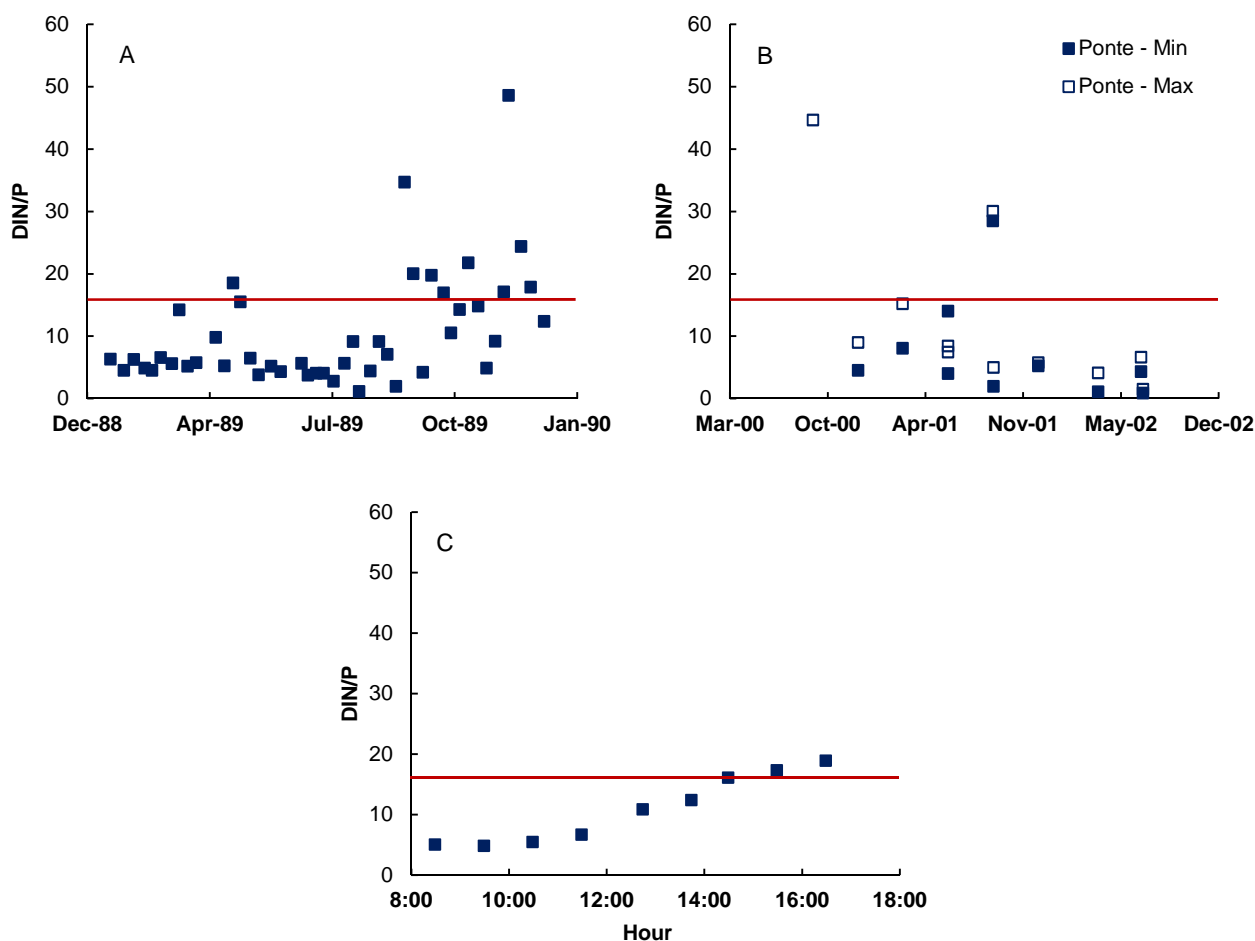 60
50
40
30
20
10
0
DIN/P
A
Dec-88 Apr-89 Jul-89 Oct-89 Jan-90
60
50
40
30
20
10
0
DIN/P
B
Ponte - Min
Ponte - Max
Mar-00 Oct-00 Apr-01 Nov-01 May-02 Dec-02
60
50
40
30
20
10
0
DIN/P
C
8:00 10:00 12:00 14:00 16:00 18:00
Hour